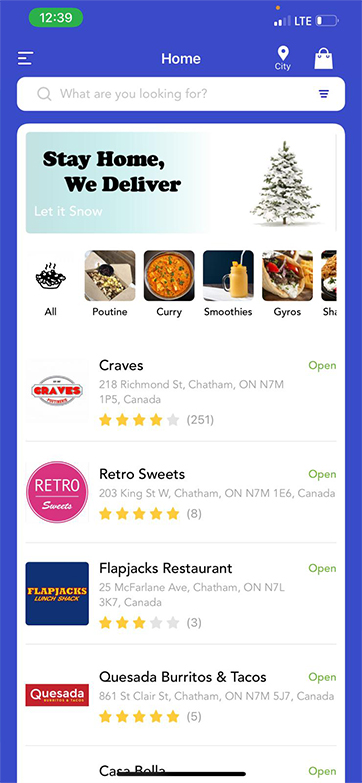 12:39
LTE
Home
City
What are you looking for?
Stay Home,
We Deliver
Let it Snow
All
Poutine
Curry
Smoothies
Gyros
Sha
CRAVES
Craves
Open
218 Richmond St, Chatham, ON N7M
1P5, Canada
(251)
RETRO
Sweets
Retro Sweets
Open
203 King St W, Chatham, ON N7M 1E6, Canada
(8)
FLAPJACKS
LUNCH SHACK
Flapjacks Restaurant
Open
25 McFarlane Ave, Chatham, ON N7L
3K7, Canada
(3)
Quesada
BURRITOS & TACOS
Quesada Burritos & Tacos
Open
861 St Clair St, Chatham, ON N7M 5J7, Canada
(5)
Casa Bella
Open